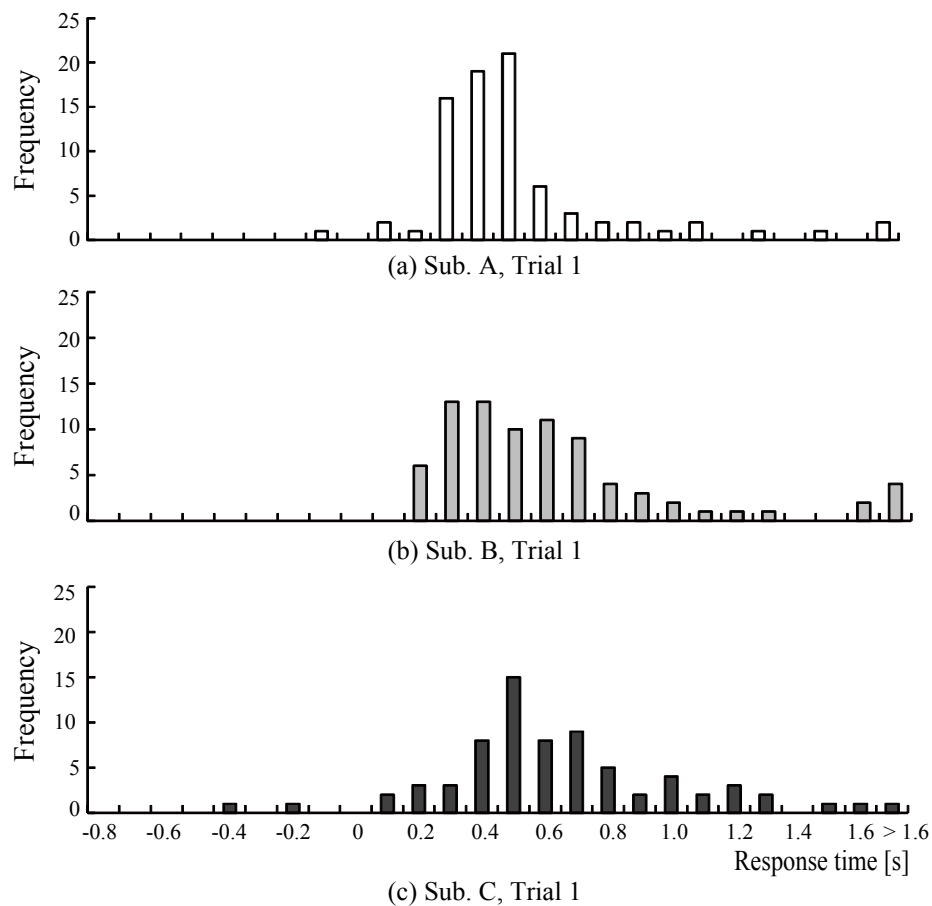 25
20
15
10
5
0
Frequency
(a) Sub. A, Trial 1
25
20
15
10
5
0
Frequency
(b) Sub. B, Trial 1
25
20
15
10
5
0
Frequency
-0.8 -0.6 -0.4 -0.2 0 0.2 0.4 0.6 0.8 1.0 1.2 1.4 1.6 > 1.6
Response time [s]
(c) Sub. C, Trial 1